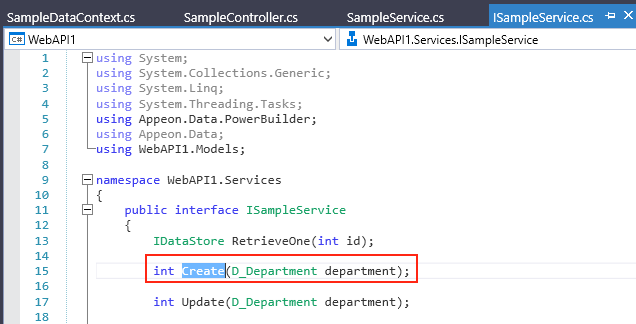 SampleDataContext.cs SampleController.cs SampleService.cs ISampleService.cs
C# WebAPI1 WebAPI1.Services.ISampleService
1 using System;
2 using System.Collections.Generic;
3 using System.Linq;
4 using System.Threading.Tasks;
5 using Appeon.Data.PowerBuilder;
6 using Appeon.Data;
7 using WebAPI1.Models;
8
9 namespace WebAPI1.Services
10 {
11 public interface ISampleService
12 {
13 IDataStore RetrieveOne(int id);
14
15 int Create(D_Department department);
16
17 int Update(D_Department department);
18